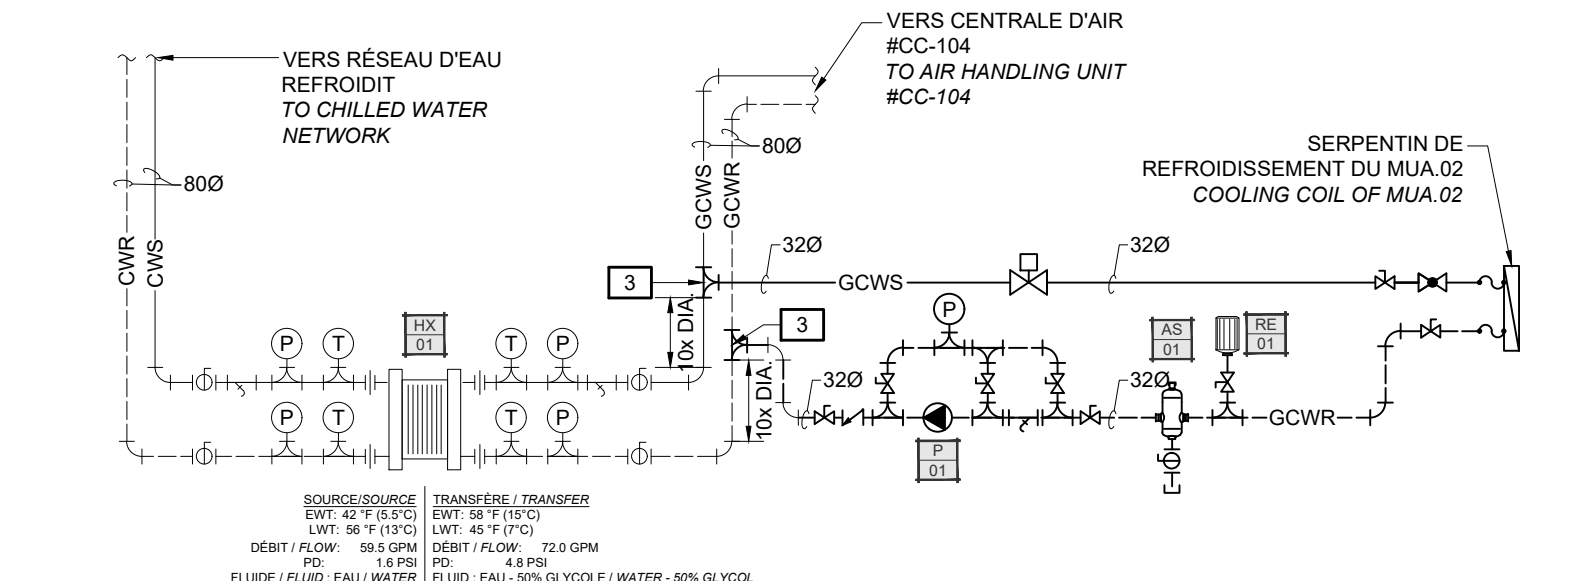 VERS RÉSEAU D'EAU
REFROIDIT
TO CHILLED WATER
NETWORK
VERS CENTRALE D'AIR
#CC-104
TO AIR HANDLING UNIT
#CC-104
SERPENTIN DE
REFROIDISSEMENT DU MUA.02
COOLING COIL OF MUA.02
80Ø
80Ø
CWR
CWS
GCWS
GCWR
32Ø
32Ø
3
GCWS
10x DIA.
3
P
HX
01
AS
01
RE
01
P
T
T
P
32Ø
32Ø
10x DIA.
P
T
T
P
GCWR
P
01
SOURCE/SOURCE
EWT: 42 °F (5.5°C)
LWT: 56 °F (13°C)
DÉBIT / FLOW: 59.5 GPM
PD: 1.6 PSI
FLUIDE / FLUID : EAU / WATER
TRANSFÈRE / TRANSFER
EWT: 58 °F (15°C)
LWT: 45 °F (7°C)
DÉBIT / FLOW: 72.0 GPM
PD: 4.8 PSI
FLUID : EAU - 50% GLYCOLE / WATER - 50% GLYCOL